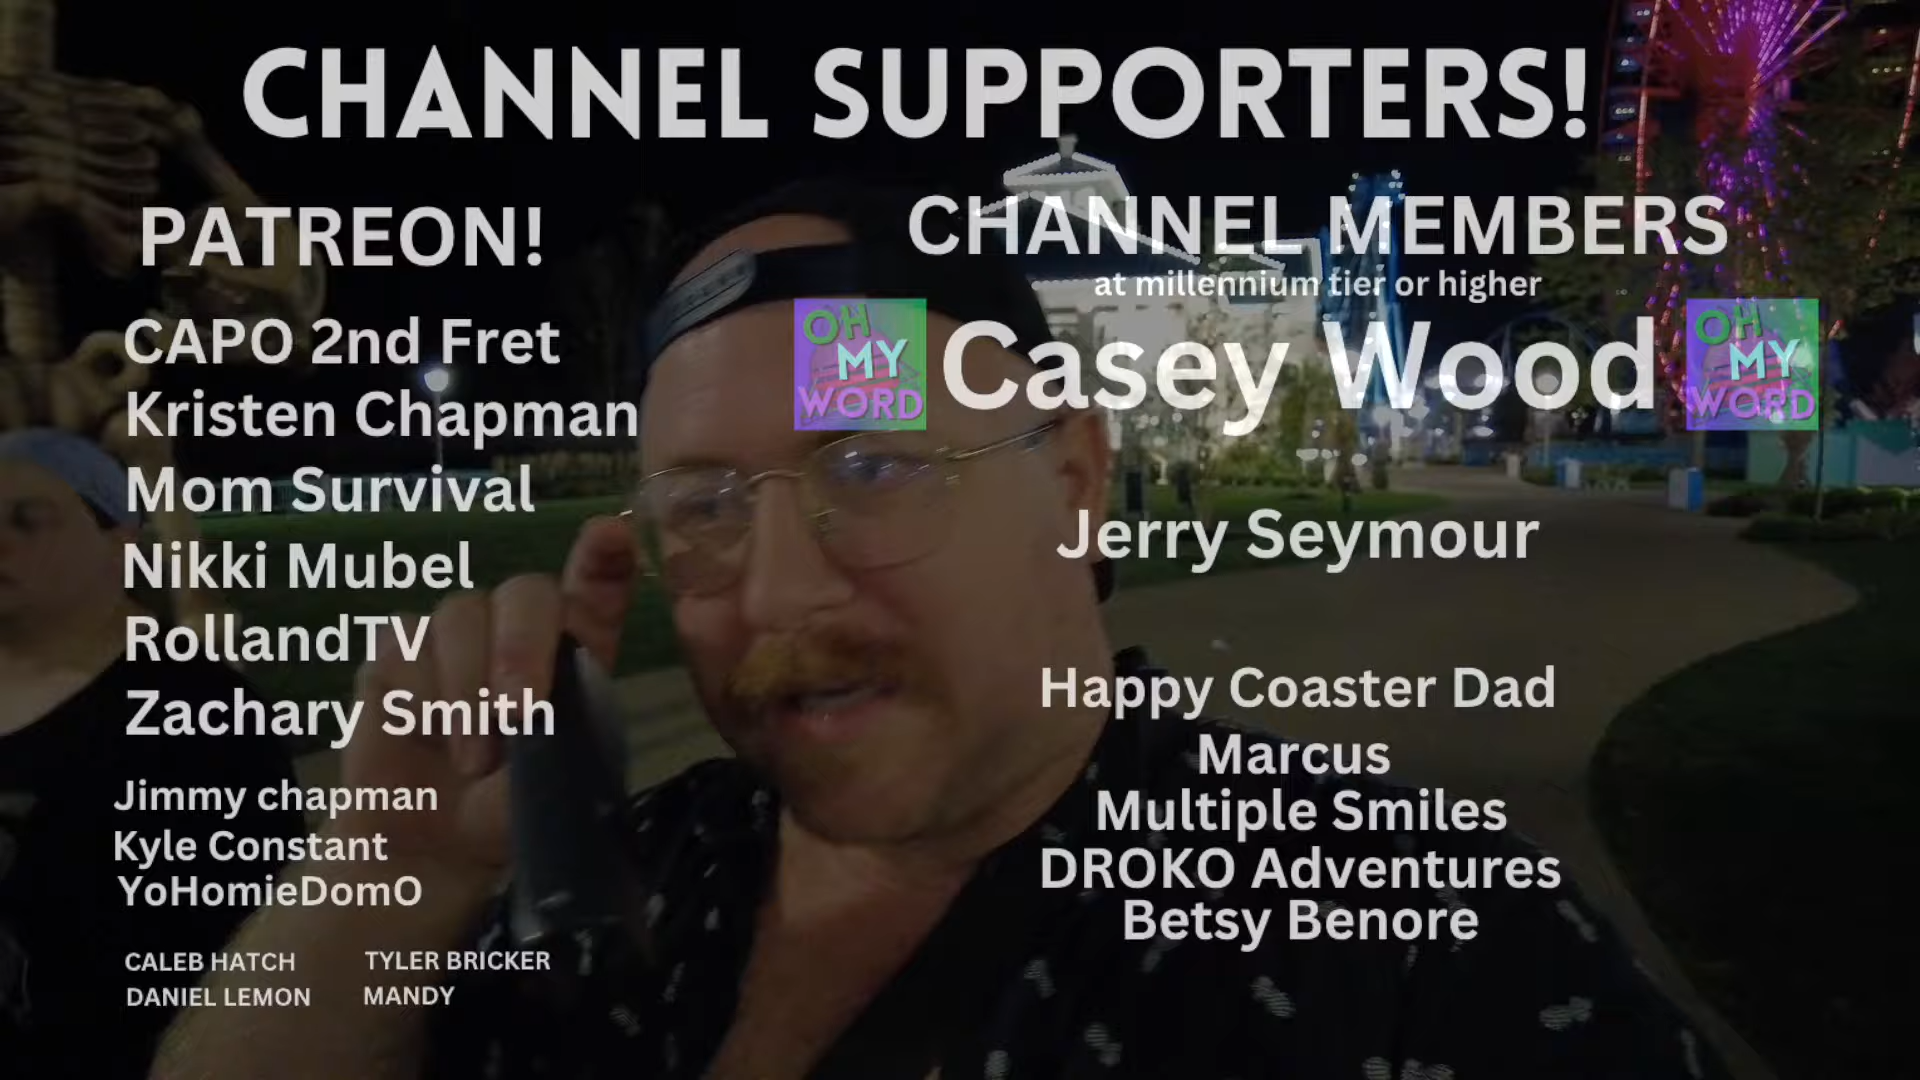 CHANNEL SUPPORTERS!
PATREON!
CAPO 2nd Fret
Kristen Chapman
Mom Survival
Nikki Mubel
RollandTV
Zachary Smith
Jimmy chapman
Kyle Constant
YoHomieDomO
CALEB HATCH
TYLER BRICKER
DANIEL LEMON
MANDY
CHANNEL MEMBERS
at millennium tier or higher
OH
MY
WORD
Casey Wood
OH
MY
WORD
Jerry Seymour
Happy Coaster Dad
Marcus
Multiple Smiles
DROKO Adventures
Betsy Benore